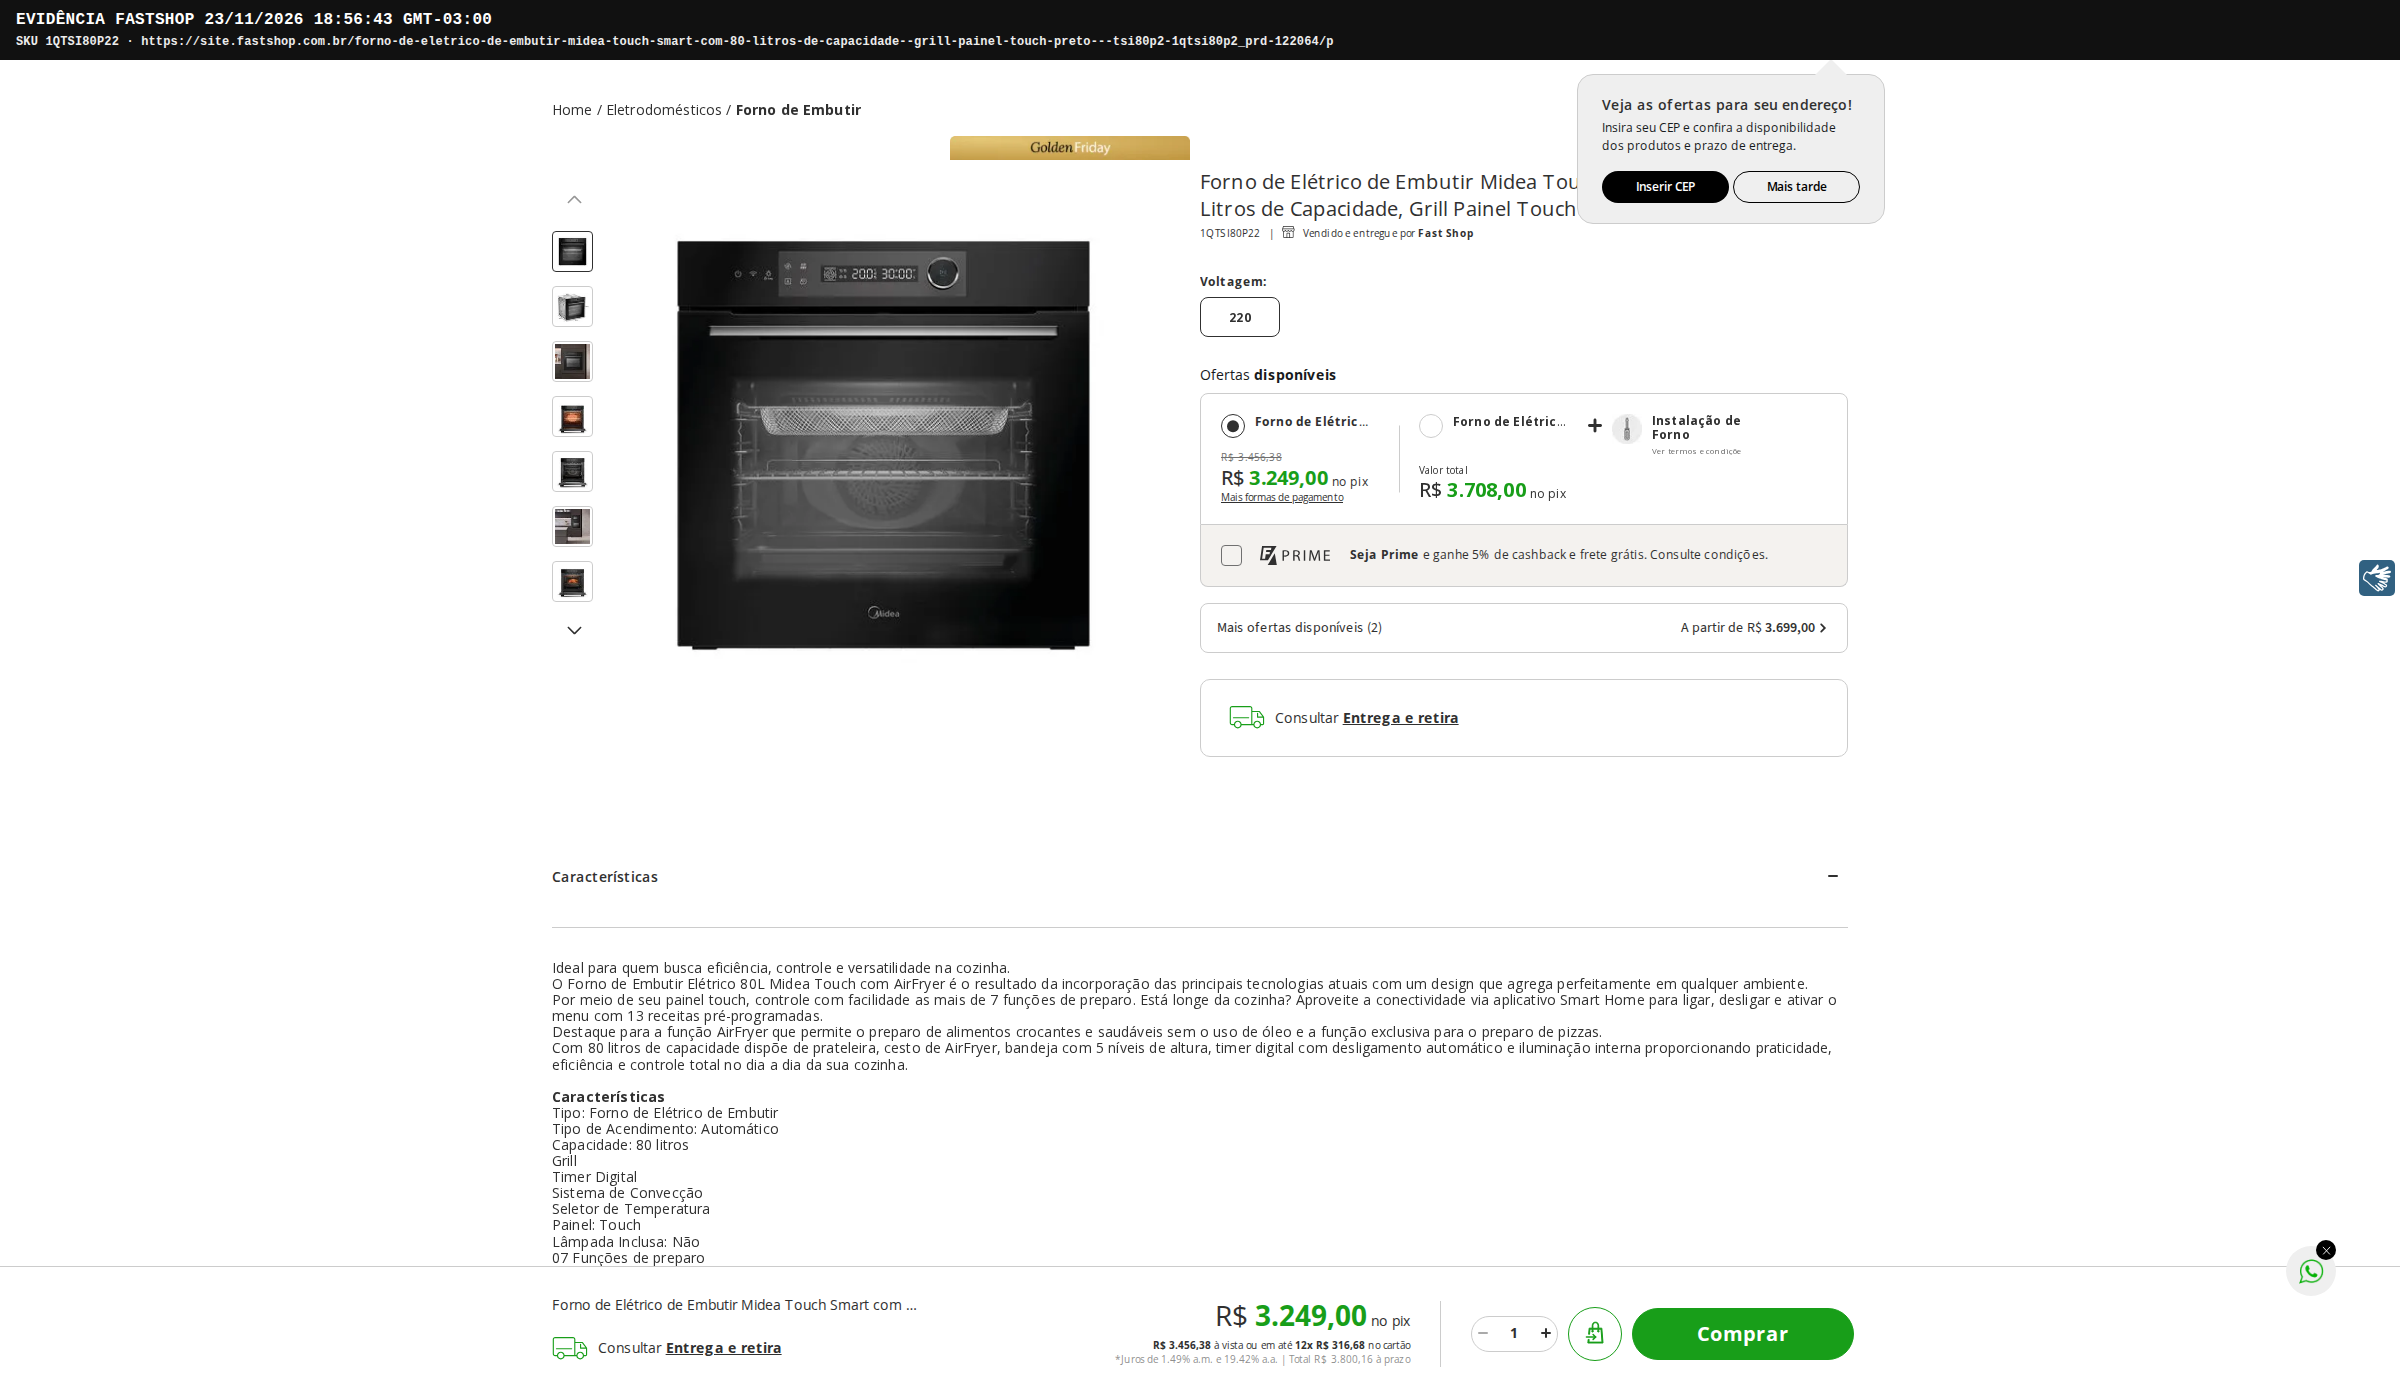 EVIDÊNCIA FASTSHOP 23/11/2026 18:56:43 GMT-03:00
SKU 1QTSI80P22 · https://site.fastshop.com.br/forno-de-eletrico-de-embutir-midea-touch-smart-com-80-litros-de-capacidade--grill-painel-touch-preto---tsi80p2-1qtsi80p2_prd-122064/p
Veja as ofertas para seu endereço!
Insira seu CEP e confira a disponibilidade
dos produtos e prazo de entrega.
Inserir CEP
Mais tarde
Home / Eletrodomésticos / Forno de Embutir
Golden Friday
Forno de Elétrico de Embutir Midea Tou
Litros de Capacidade, Grill Painel Touch
1QTSI80P22 | Vendido e entregue por Fast Shop
200 30:00
Midea
Voltagem:
220
Ofertas disponíveis
Forno de Elétric...
R$ 3.456,38
R$ 3.249,00 no pix
Mais formas de pagamento
Forno de Elétric...
Valor total
R$ 3.708,00 no pix
+
Instalação de
Forno
Ver termos e condiçõe
PRIME
Seja Prime e ganhe 5% de cashback e frete grátis. Consulte condições.
Mais ofertas disponíveis (2)
A partir de R$ 3.699,00
Consultar Entrega e retira
Características
Ideal para quem busca eficiência, controle e versatilidade na cozinha.
O Forno de Embutir Elétrico 80L Midea Touch com AirFryer é o resultado da incorporação das principais tecnologias atuais com um design que agrega perfeitamente em qualquer ambiente.
Por meio de seu painel touch, controle com facilidade as mais de 7 funções de preparo. Está longe da cozinha? Aproveite a conectividade via aplicativo Smart Home para ligar, desligar e ativar o
menu com 13 receitas pré-programadas.
Destaque para a função AirFryer que permite o preparo de alimentos crocantes e saudáveis sem o uso de óleo e a função exclusiva para o preparo de pizzas.
Com 80 litros de capacidade dispõe de prateleira, cesto de AirFryer, bandeja com 5 níveis de altura, timer digital com desligamento automático e iluminação interna proporcionando praticidade,
eficiência e controle total no dia a dia da sua cozinha.
Características
Tipo: Forno de Elétrico de Embutir
Tipo de Acendimento: Automático
Capacidade: 80 litros
Grill
Timer Digital
Sistema de Convecção
Seletor de Temperatura
Painel: Touch
Lâmpada Inclusa: Não
07 Funções de preparo
Forno de Elétrico de Embutir Midea Touch Smart com ...
Consultar Entrega e retira
R$ 3.249,00 no pix
R$ 3.456,38 à vista ou em até 12x R$ 316,68 no cartão
*Juros de 1.49% a.m. e 19.42% a.a. | Total R$ 3.800,16 à prazo
− 1 +
Comprar